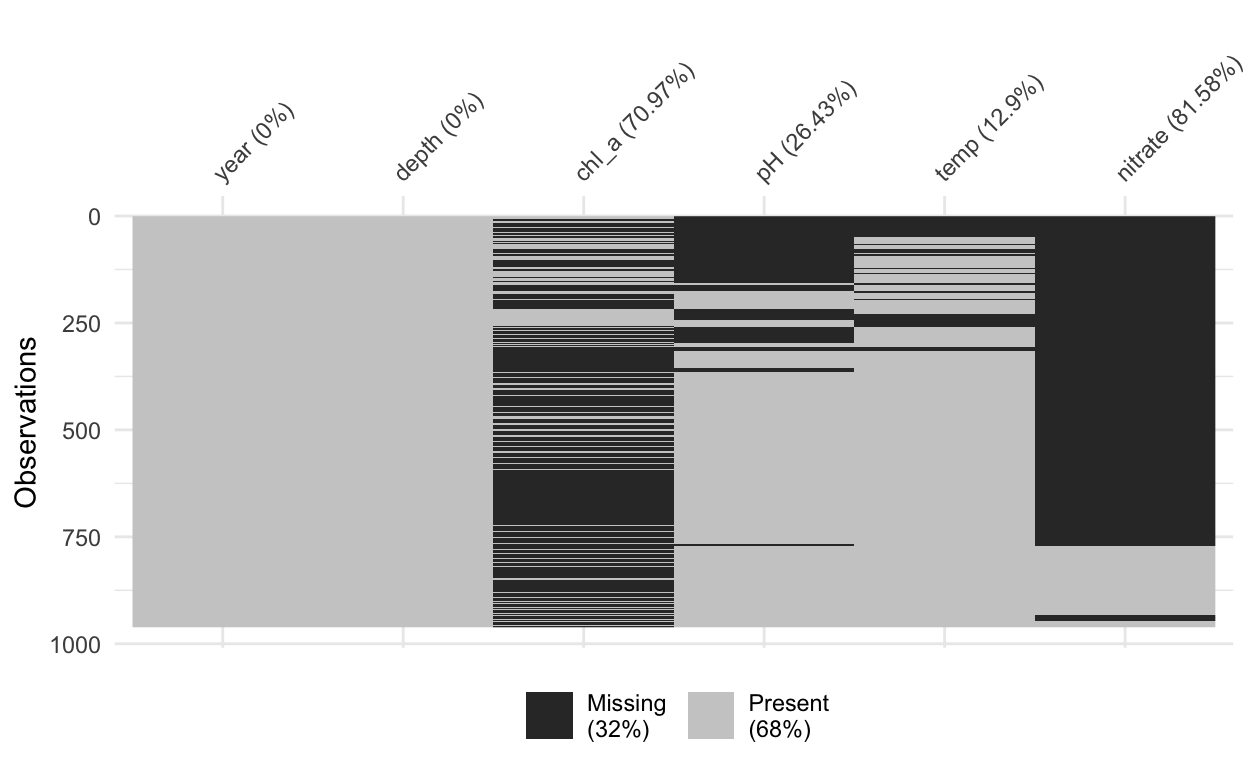 year (0%)
depth (0%)
chl_a (70.97%)
pH (26.43%)
temp (12.9%)
nitrate (81.58%)
0
250
500
750
1000
Observations
Missing
(32%)
Present
(68%)